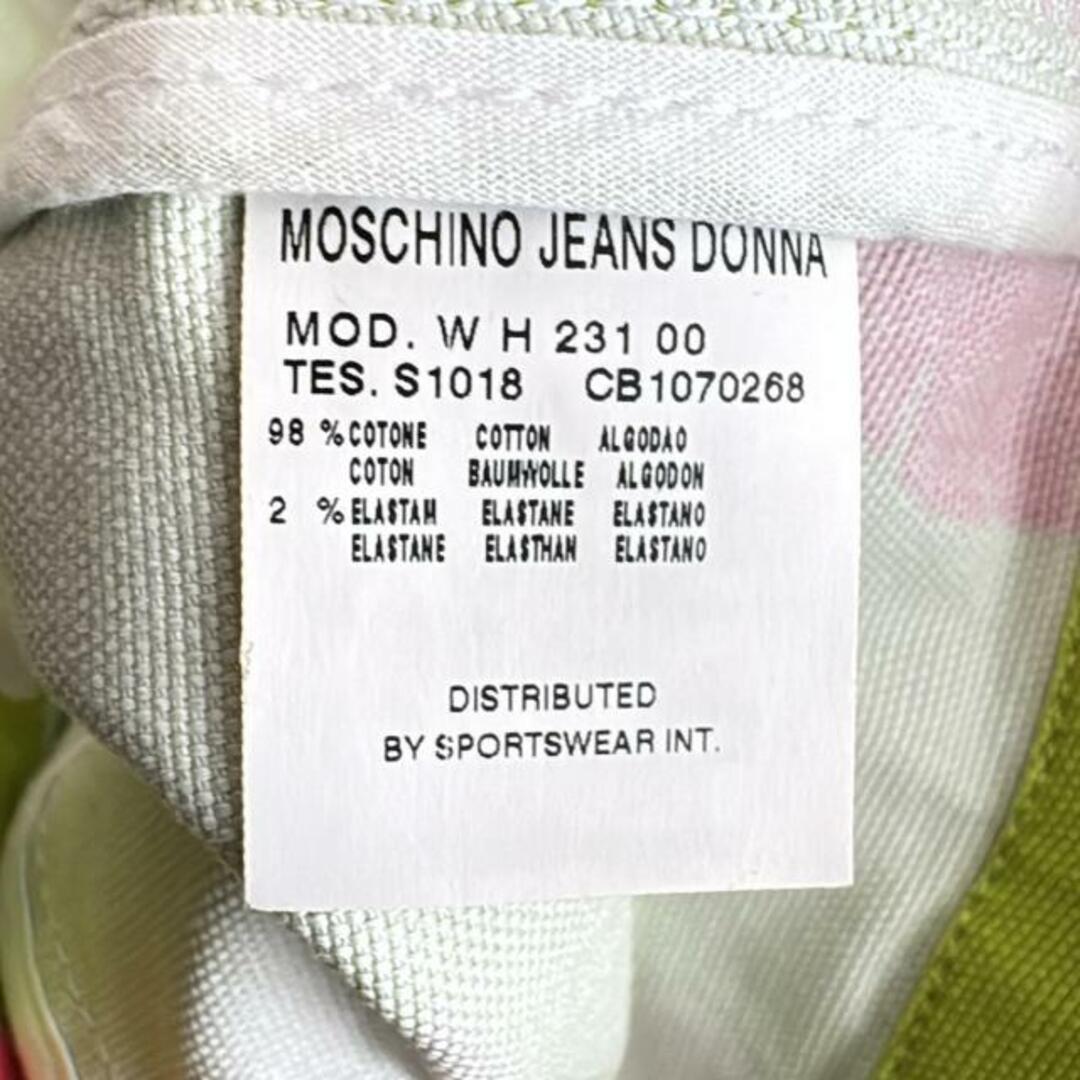 MOSCHINO JEANS DONNA
MOD. W H 231 00
TES. S1018 CB1070268
98 % COTONE COTTON ALGODAO
COTON BAUMWOLLE ALGODON
2 % ELASTAM ELASTANE ELASTANO
ELASTANE ELASTHAN ELASTANO
DISTRIBUTED
BY SPORTSWEAR INT.